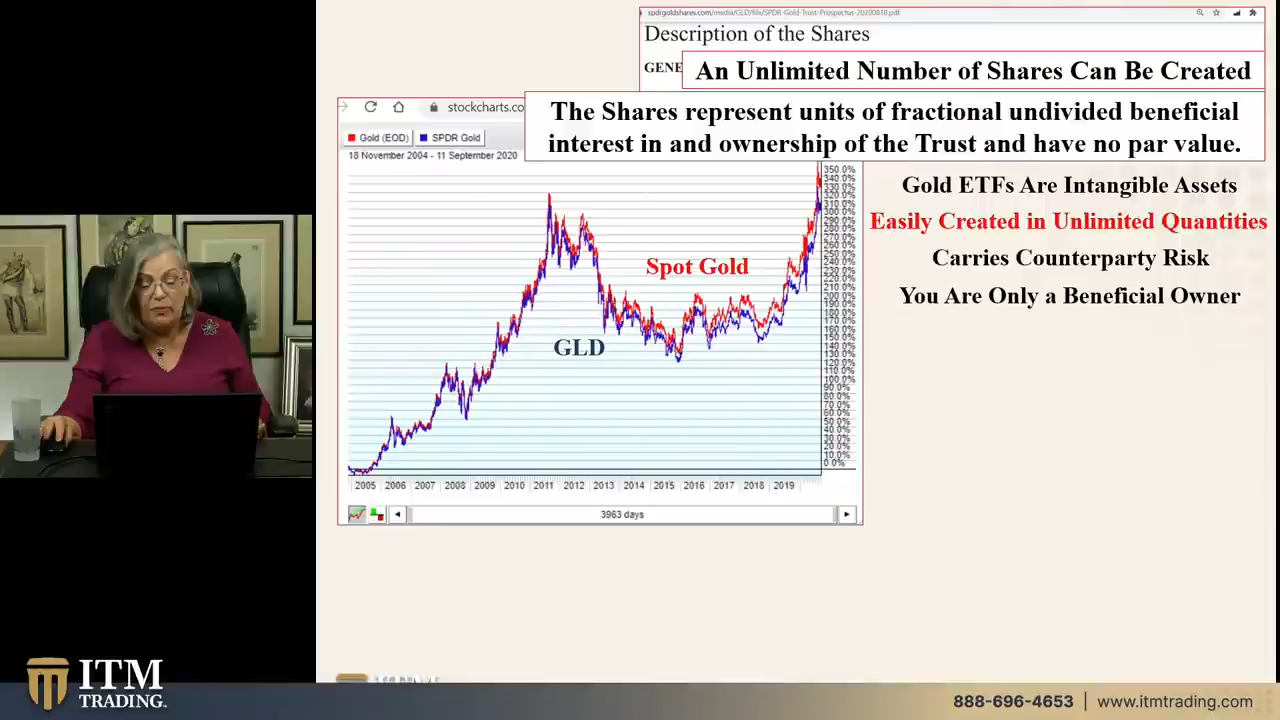 spdrgoldshares.com/media/GLD/file/SPDR-Gold-Trust-Prospectus-20200818.pdf
Description of the Shares
GENE
An Unlimited Number of Shares Can Be Created
The Shares represent units of fractional undivided beneficial
interest in and ownership of the Trust and have no par value.
stockcharts.co
Gold (EOD) SPDR Gold
18 November 2004 - 11 September 2020
Gold ETFs Are Intangible Assets
Easily Created in Unlimited Quantities
Carries Counterparty Risk
You Are Only a Beneficial Owner
Spot Gold
GLD
350.0%
340.0%
330.0%
320.0%
310.0%
300.0%
290.0%
280.0%
270.0%
260.0%
250.0%
240.0%
230.0%
220.0%
210.0%
200.0%
190.0%
180.0%
170.0%
160.0%
150.0%
140.0%
130.0%
120.0%
110.0%
100.0%
90.0%
80.0%
70.0%
60.0%
50.0%
40.0%
30.0%
20.0%
10.0%
0.0%
2005 2006 2007 2008 2009 2010 2011 2012 2013 2014 2015 2016 2017 2018 2019
3963 days
ITM
TRADING.
888-696-4653 | www.itmtrading.com